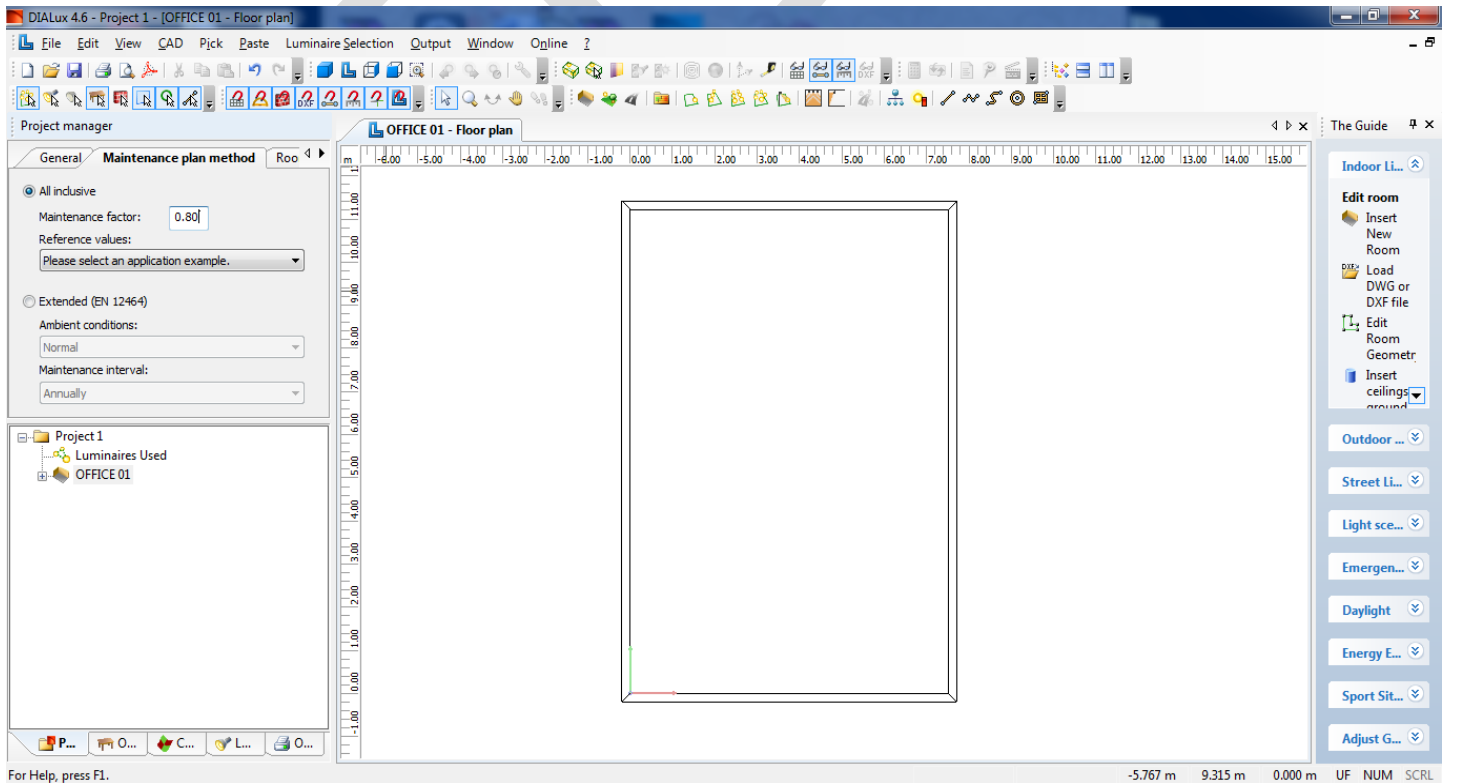 DIALux 4.6 - Project 1 - [OFFICE 01 - Floor plan]
File Edit View CAD Pick Paste Luminaire Selection Output Window Online ?
Project manager
OFFICE 01 - Floor plan
The Guide
General Maintenance plan method Roo
m -6.00 -5.00 -4.00 -3.00 -2.00 -1.00 0.00 1.00 2.00 3.00 4.00 5.00 6.00 7.00 8.00 9.00 10.00 11.00 12.00 13.00 14.00 15.00
All inclusive
Maintenance factor: 0.80
Reference values:
Please select an application example.
Extended (EN 12464)
Ambient conditions:
Normal
Maintenance interval:
Annually
Project 1
Luminaires Used
OFFICE 01
P... O... C... L... O...
11.00
10.00
9.00
8.00
7.00
6.00
5.00
4.00
3.00
2.00
1.00
0.00
-1.00
Indoor Li...
Edit room
Insert
New
Room
Load
DWG or
DXF file
Edit
Room
Geometr
Insert
ceilings
ground
Outdoor ...
Street Li...
Light sce...
Emergen...
Daylight
Energy E...
Sport Sit...
Adjust G...
For Help, press F1.
-5.767 m 9.315 m 0.000 m UF NUM SCRL